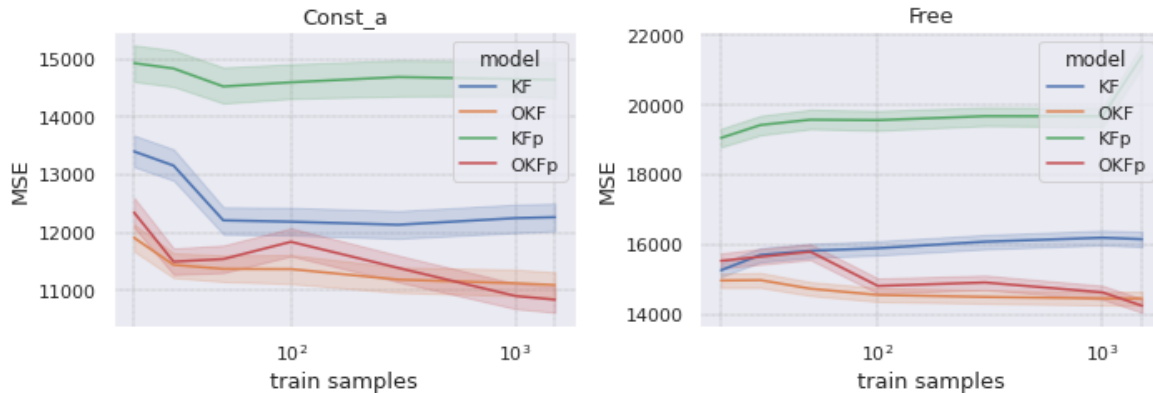 Const_a
15000
14000
13000
12000
11000
MSE
10²
10³
train samples
model
KF
OKF
KFp
OKFp
Free
22000
20000
18000
16000
14000
MSE
10²
10³
train samples
model
KF
OKF
KFp
OKFp